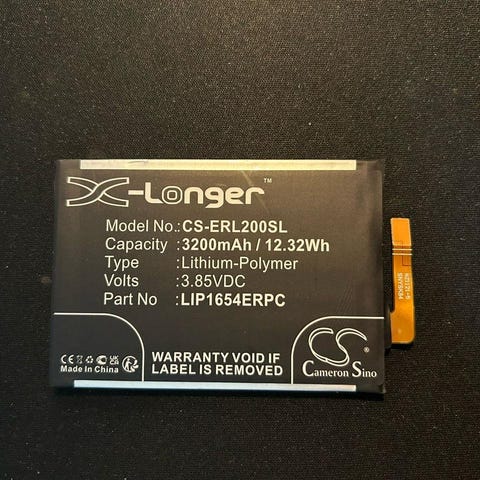 X-Longer™
Model No.: CS-ERL200SL
Capacity : 3200mAh / 12.32Wh
Type : Lithium-Polymer
Volts : 3.85VDC
Part No : LIP1654ERPC
WARRANTY VOID IF
LABEL IS REMOVED
Made In China
CS
Cameron Sino